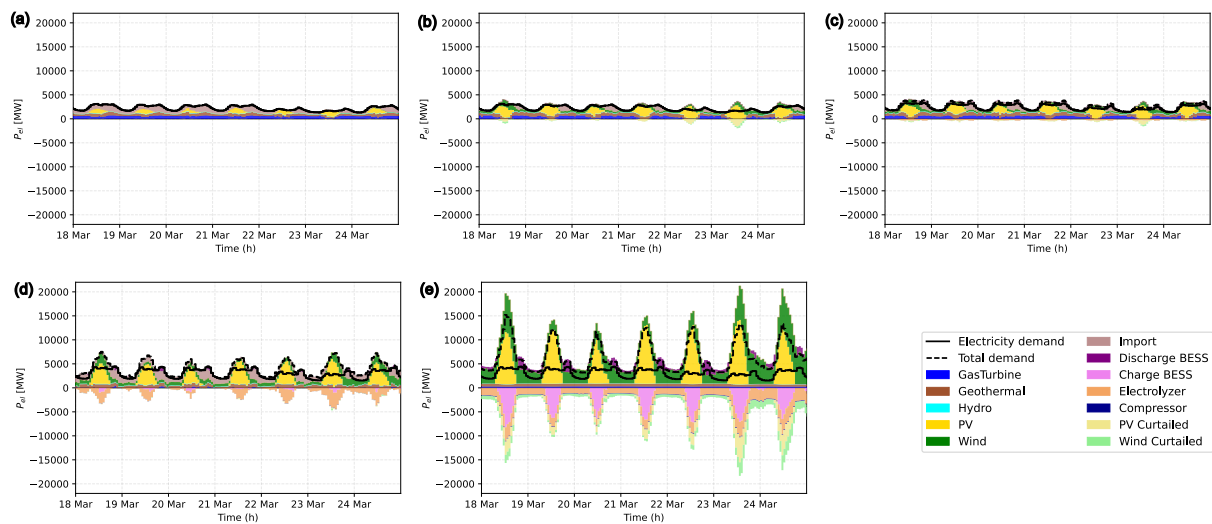 (a)
20000
15000
10000
5000
0
−5000
−10000
−15000
−20000
P_el [MW]
18 Mar 19 Mar 20 Mar 21 Mar 22 Mar 23 Mar 24 Mar
Time (h)
(b)
20000
15000
10000
5000
0
−5000
−10000
−15000
−20000
P_el [MW]
18 Mar 19 Mar 20 Mar 21 Mar 22 Mar 23 Mar 24 Mar
Time (h)
(c)
20000
15000
10000
5000
0
−5000
−10000
−15000
−20000
P_el [MW]
18 Mar 19 Mar 20 Mar 21 Mar 22 Mar 23 Mar 24 Mar
Time (h)
(d)
20000
15000
10000
5000
0
−5000
−10000
−15000
−20000
P_el [MW]
18 Mar 19 Mar 20 Mar 21 Mar 22 Mar 23 Mar 24 Mar
Time (h)
(e)
20000
15000
10000
5000
0
−5000
−10000
−15000
−20000
P_el [MW]
18 Mar 19 Mar 20 Mar 21 Mar 22 Mar 23 Mar 24 Mar
Time (h)
Electricity demand
Total demand
GasTurbine
Geothermal
Hydro
PV
Wind
Import
Discharge BESS
Charge BESS
Electrolyzer
Compressor
PV Curtailed
Wind Curtailed